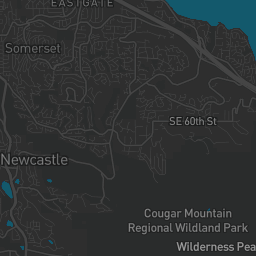 EASTGATE
Somerset
SE 60th St
Newcastle
Cougar Mountain
Regional Wildland Park
Wilderness Pea